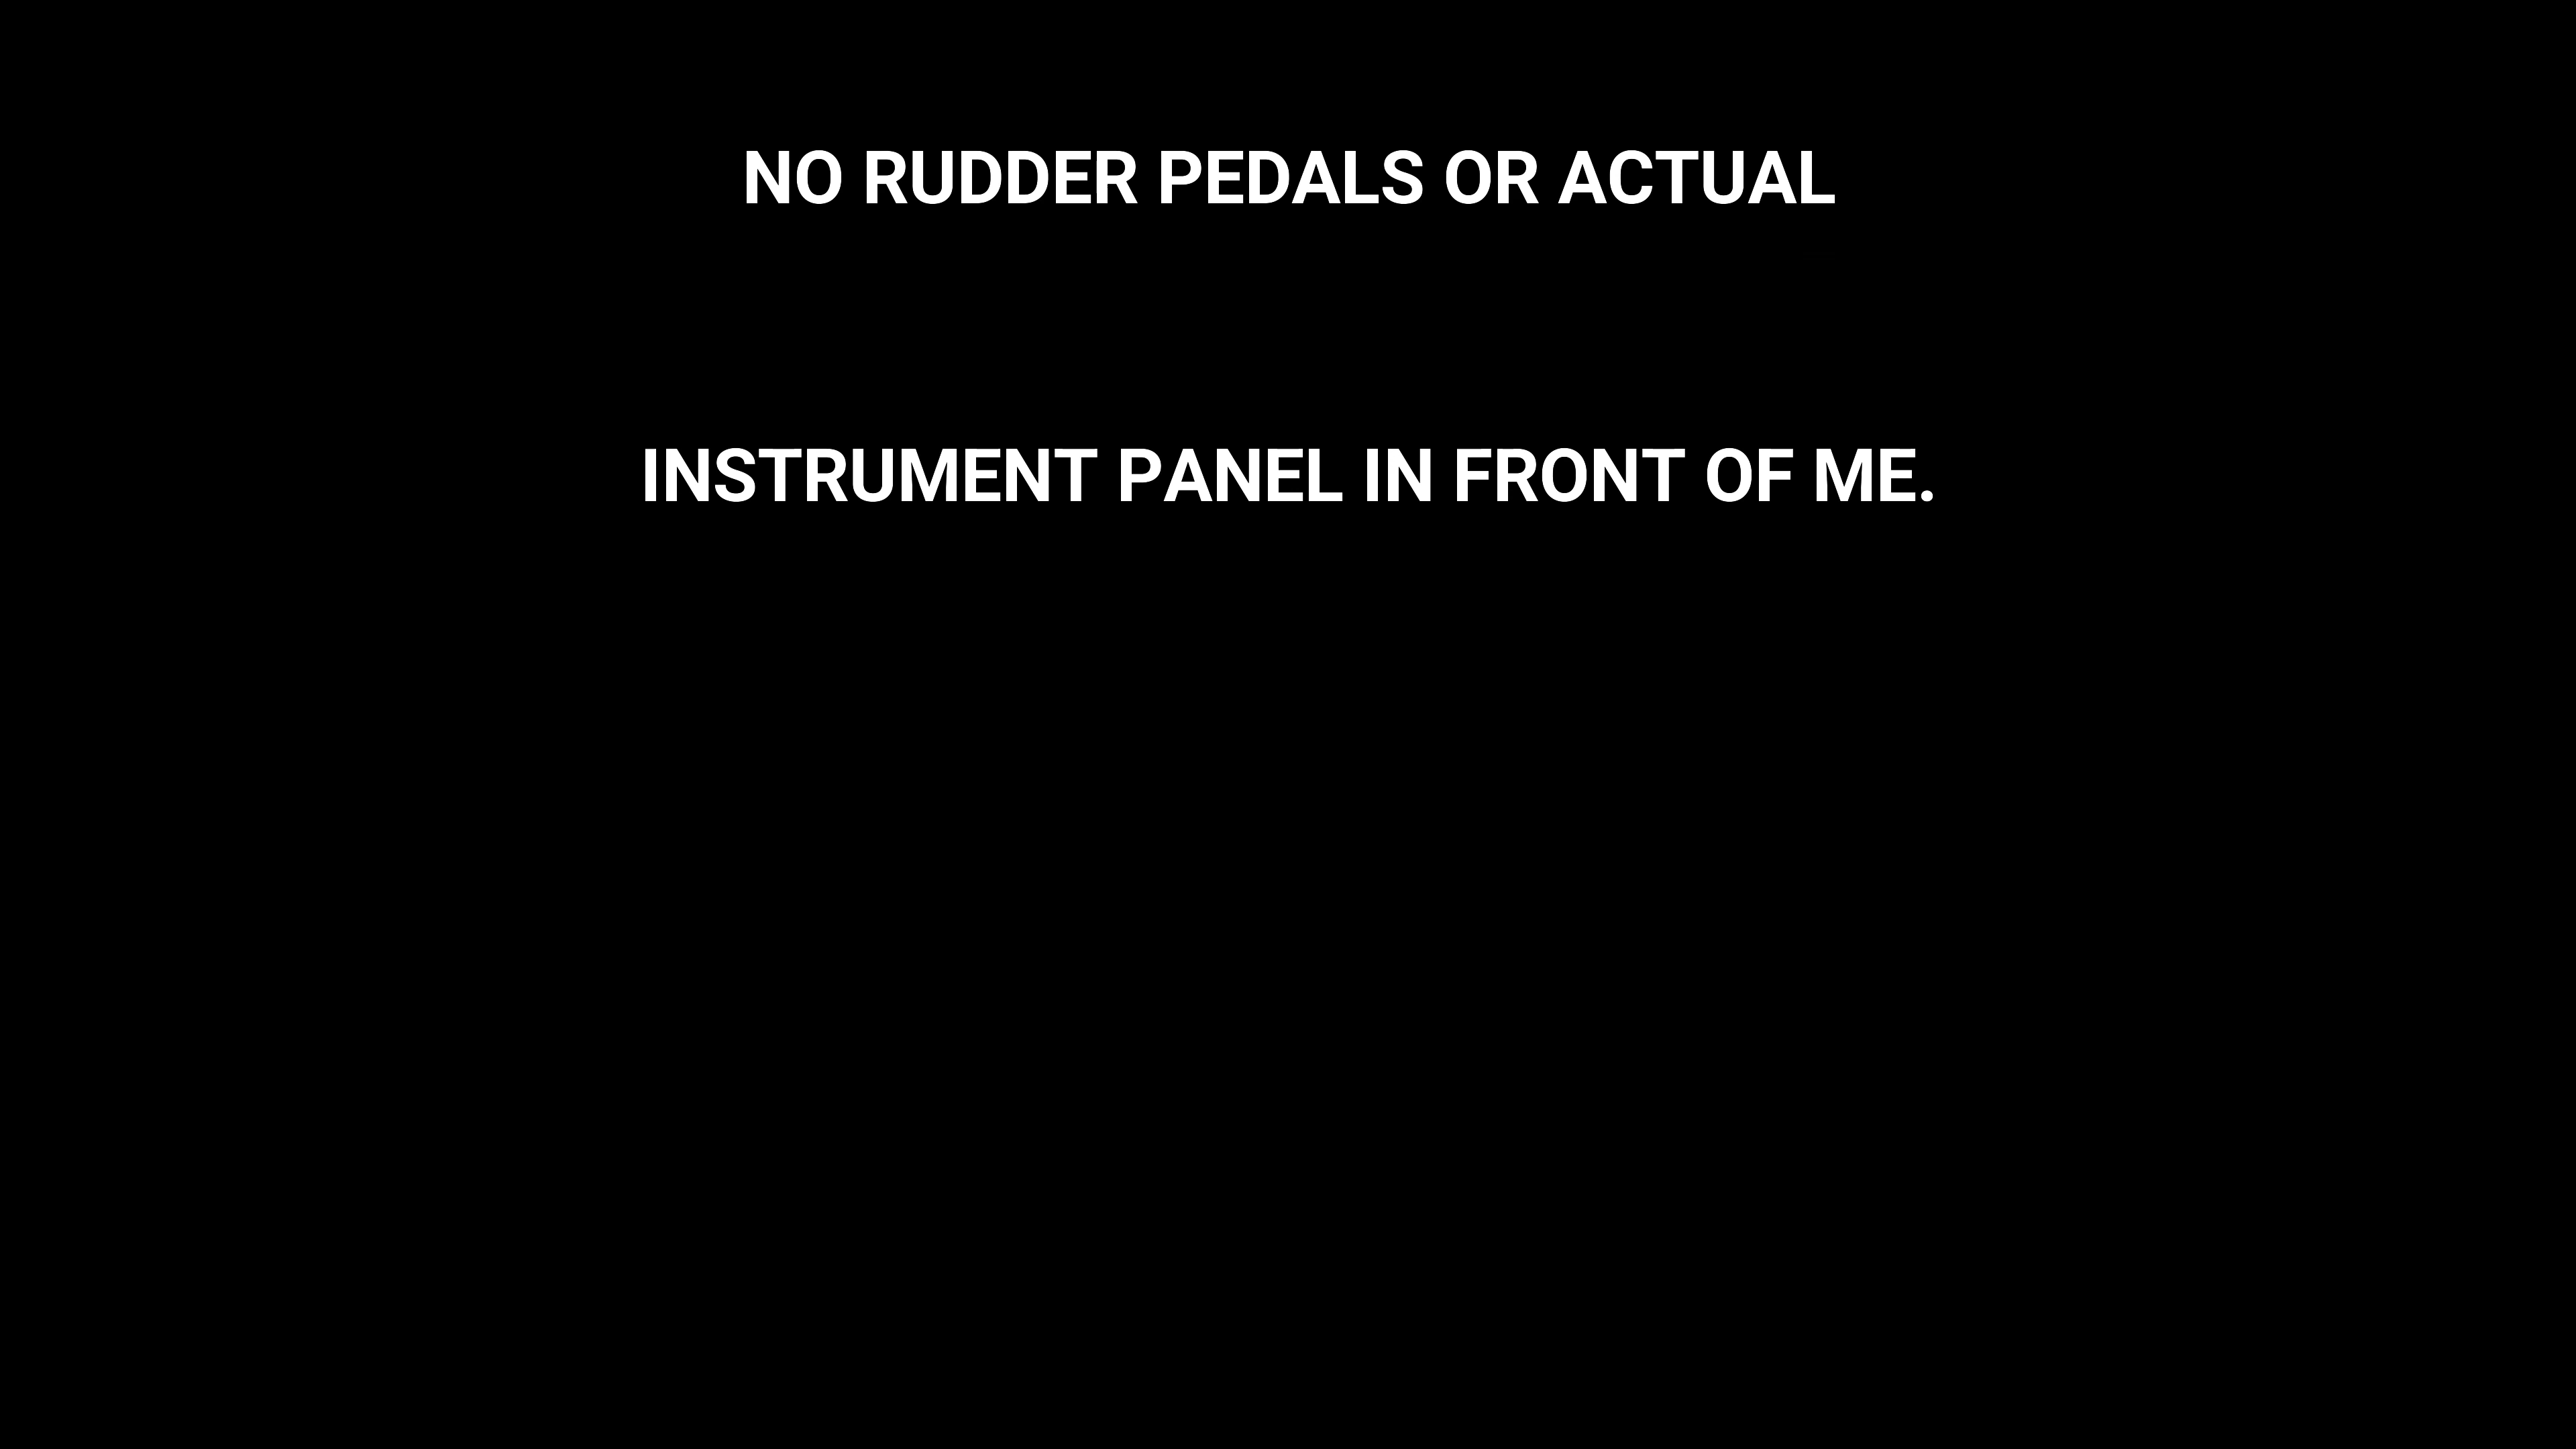 NO RUDDER PEDALS OR ACTUAL
INSTRUMENT PANEL IN FRONT OF ME.